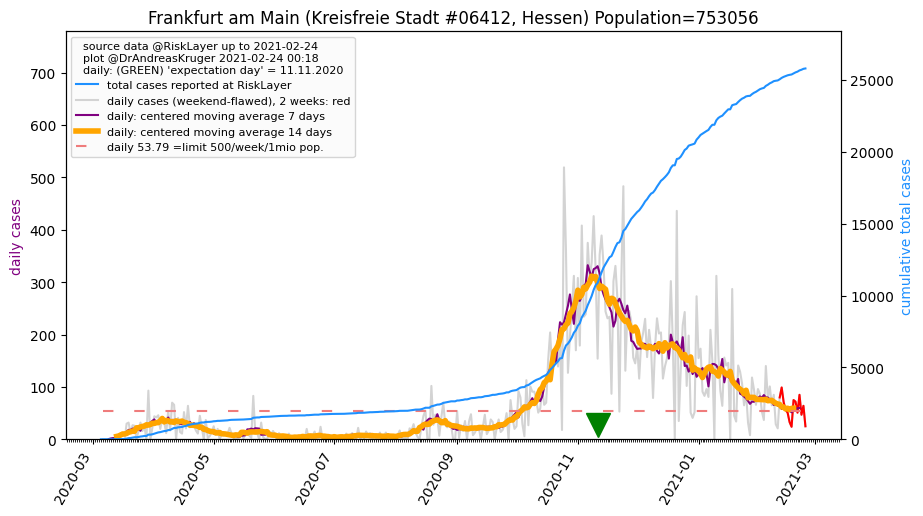 Frankfurt am Main (Kreisfreie Stadt #06412, Hessen) Population=753056
source data @RiskLayer up to 2021-02-24
plot @DrAndreasKruger 2021-02-24 00:18
daily: (GREEN) 'expectation day' = 11.11.2020
total cases reported at RiskLayer
daily cases (weekend-flawed), 2 weeks: red
daily: centered moving average 7 days
daily: centered moving average 14 days
daily 53.79 =limit 500/week/1mio pop.
daily cases
700
600
500
400
300
200
100
0
cumulative total cases
25000
20000
15000
10000
5000
0
2020-03
2020-05
2020-07
2020-09
2020-11
2021-01
2021-03